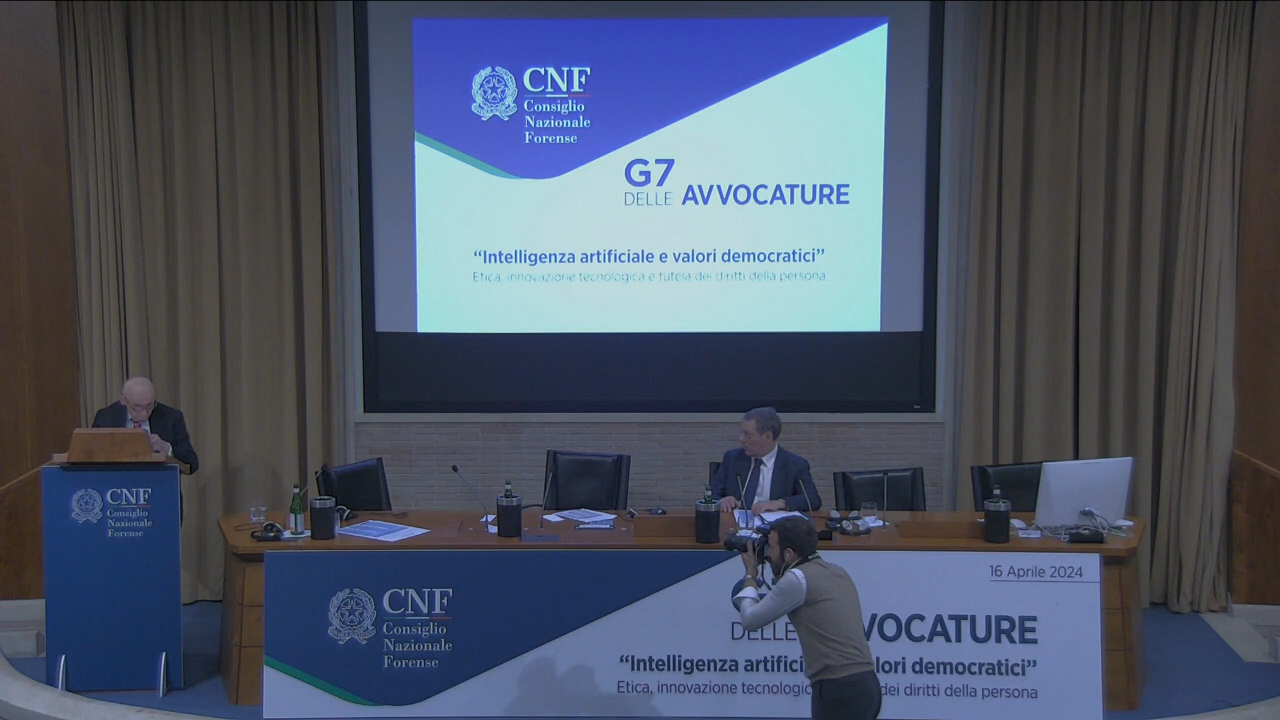 CNF
Consiglio
Nazionale
Forense
G7
DELLE AVVOCATURE
“Intelligenza artificiale e valori democratici”
Etica, innovazione tecnologica e tutela dei diritti della persona
CNF
Consiglio
Nazionale
Forense
16 Aprile 2024
CNF
Consiglio
Nazionale
Forense
DELLE VOCATURE
“Intelligenza artifici alori democratici”
Etica, innovazione tecnologic dei diritti della persona